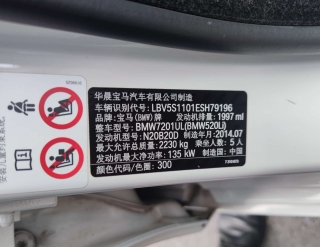 华晨宝马汽车有限公司制造
车辆识别代号：LBV5S1101ESH79196
品牌：宝马(BMW)牌 发动机排量：1997 ml
整车型号：BMW7201UL(BMW520Li)
发动机型号：N20B20D 制造年月：2014.07
最大允许总质量：2230 kg 乘坐人数：5 人
发动机最大净功率：135 kW 制造国：中国
颜色代码/色圈：300